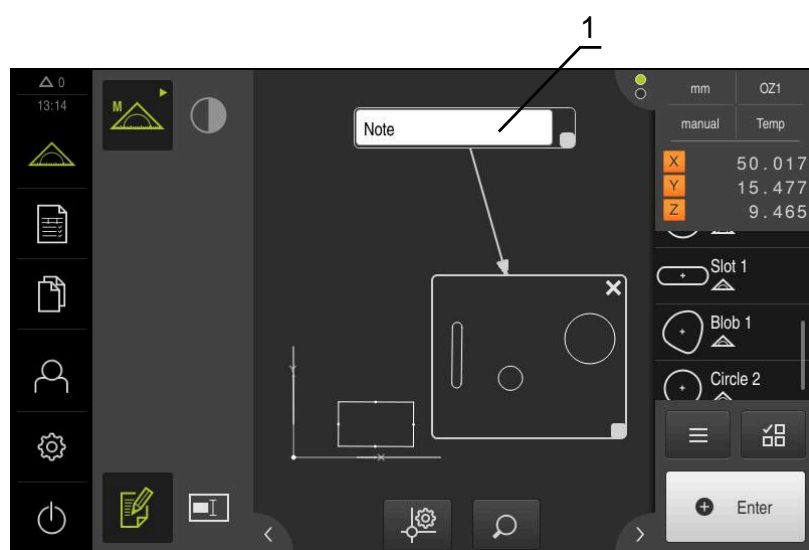 1
0
13:14
M
Note
mm
OZ1
manual
Temp
X 50.017
Y 15.477
Z 9.465
Slot 1
Blob 1
Circle 2
Y
X
Enter